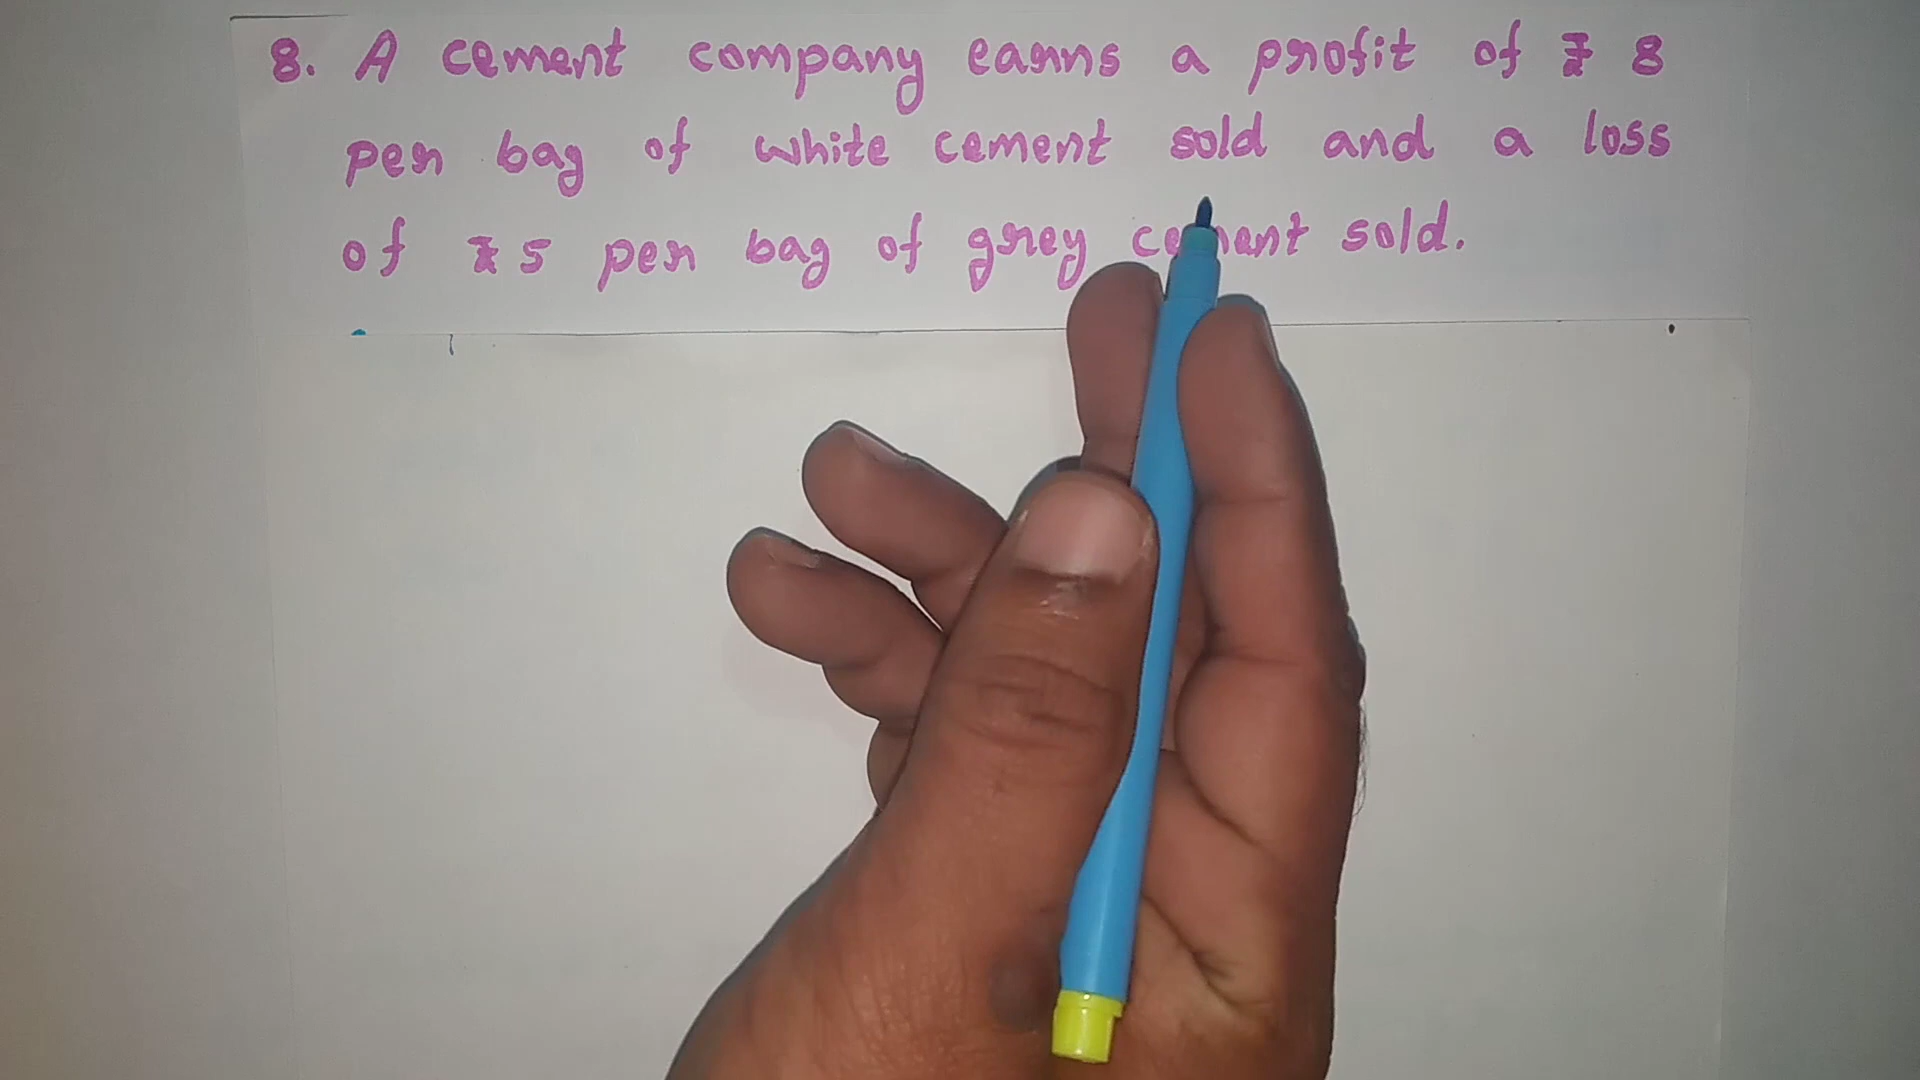 8. A cement company earns a profit of ₹ 8
per bag of white cement sold and a loss
of ₹5 per bag of grey cement sold.